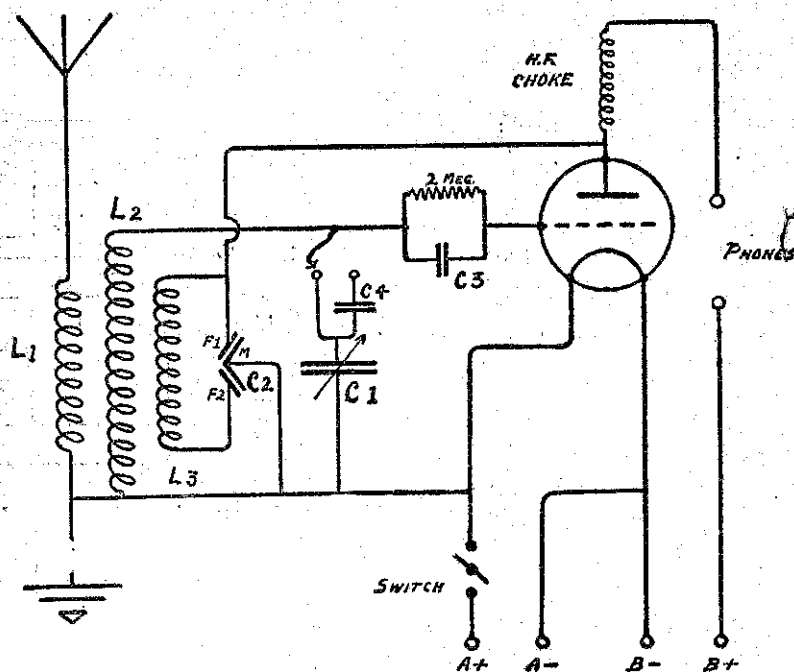 H.F.
CHOKE
2 MEG.
L2
PHONES
C4
C3
L1
F1
M
C2
F2
C1
L3
SWITCH
A+ A- B- B+